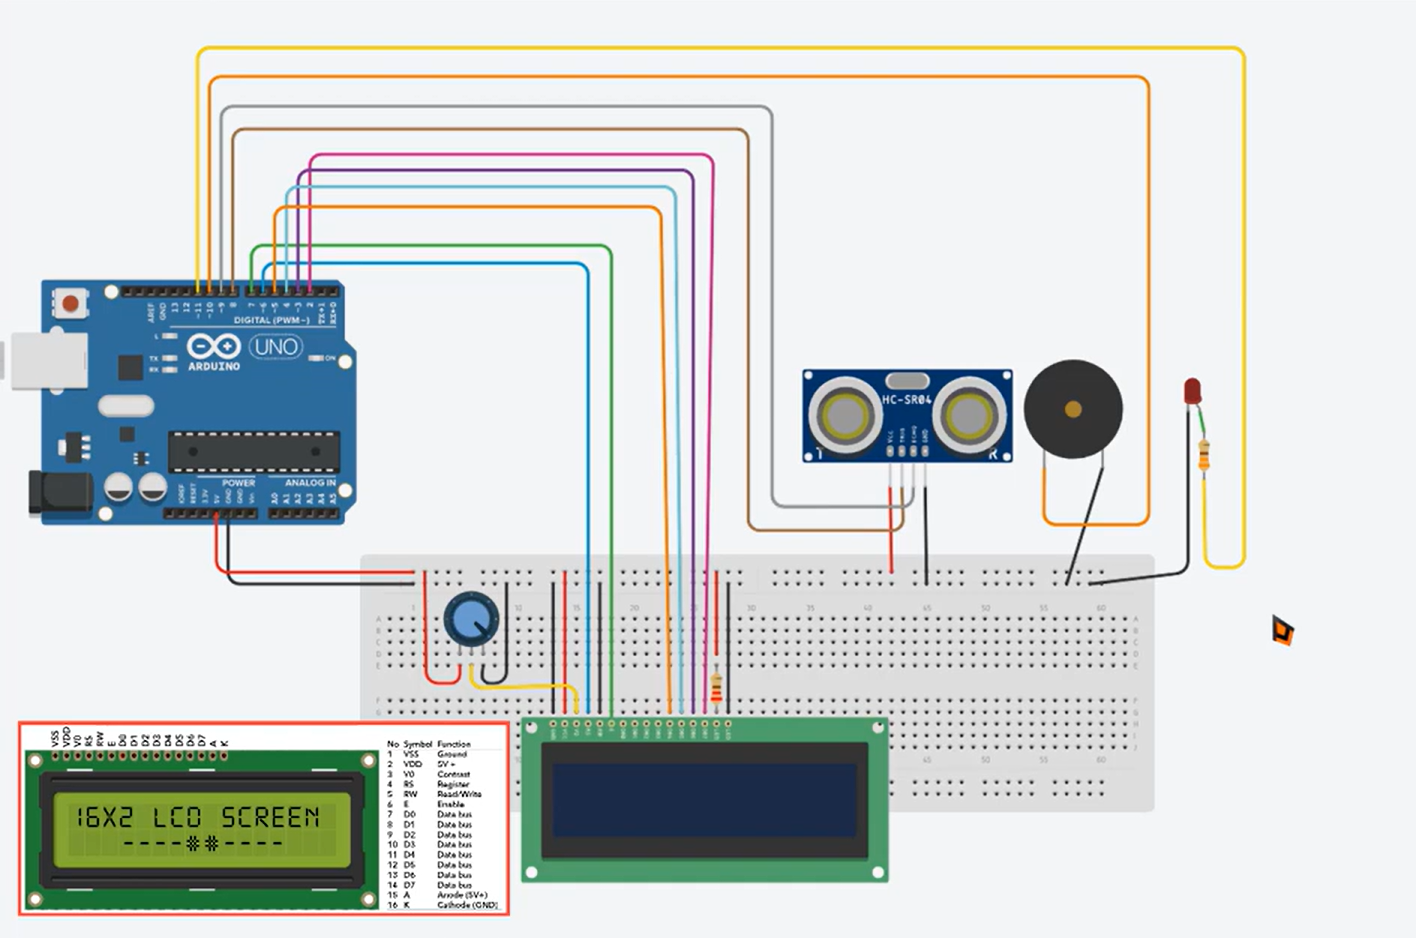 AREF
GND
13
12
~11
~10
~9
8
7
~6
~5
4
~3
2
TX→1
RX←0
DIGITAL (PWM~)
L
TX
RX
UNO
ON
ARDUINO
IOREF
RESET
3.3V
5V
GND
GND
Vin
POWER
ANALOG IN
A0
A1
A2
A3
A4
A5
HC-SR04
VCC
TRIG
ECHO
GND
T
R
1 10 15 20 25 30 35 40 45 50 55 60
A
B
C
D
E
F
G
45 50 55 60
VSS
VDD
V0
RS
RW
E
D0
D1
D2
D3
D4
D5
D6
D7
A
K
16X2 LCD SCREEN
----**----
No Symbol Function
1 VSS Ground
2 VDD 5V +
3 V0 Contrast
4 RS Register
5 RW Read/Write
6 E Enable
7 D0 Data bus
8 D1 Data bus
9 D2 Data bus
10 D3 Data bus
11 D4 Data bus
12 D5 Data bus
13 D6 Data bus
14 D7 Data bus
15 A Anode (5V+)
16 K Cathode (GND)